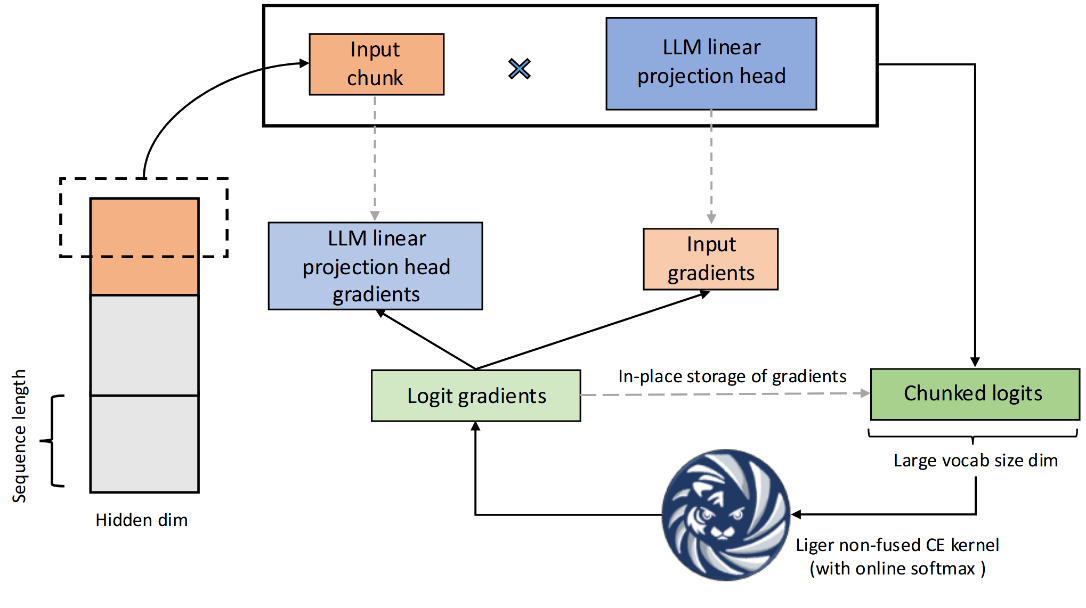 Input
chunk
LLM linear
projection head
LLM linear
projection head
gradients
Input
gradients
Logit gradients
In-place storage of gradients
Chunked logits
Large vocab size dim
Sequence length
Hidden dim
Liger non-fused CE kernel
(with online softmax )